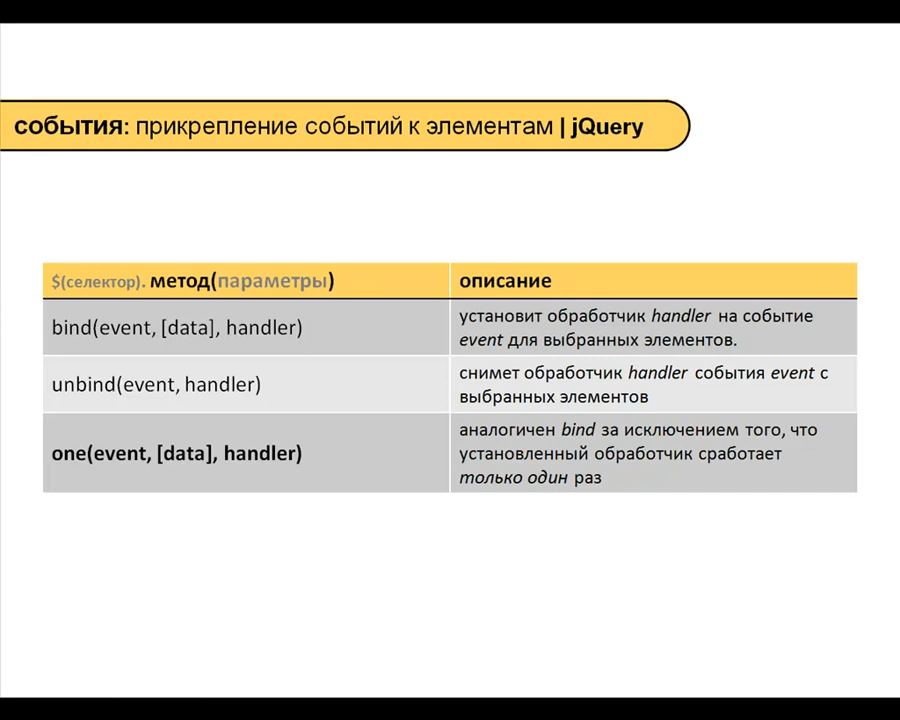 события: прикрепление событий к элементам | jQuery
$(селектор). метод(параметры)
описание
bind(event, [data], handler)
установит обработчик handler на событие
event для выбранных элементов.
unbind(event, handler)
снимет обработчик handler события event с
выбранных элементов
one(event, [data], handler)
аналогичен bind за исключением того, что
установленный обработчик сработает
только один раз